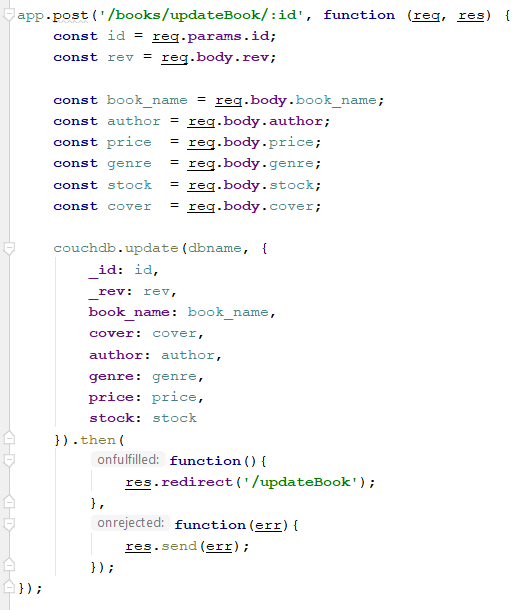 app.post('/books/updateBook/:id', function (req, res) {
    const id = req.params.id;
    const rev = req.body.rev;

    const book_name = req.body.book_name;
    const author = req.body.author;
    const price  = req.body.price;
    const genre  = req.body.genre;
    const stock  = req.body.stock;
    const cover  = req.body.cover;

    couchdb.update(dbname, {
        _id: id,
        _rev: rev,
        book_name: book_name,
        cover: cover,
        author: author,
        genre: genre,
        price: price,
        stock: stock
    }).then(
        onfulfilled: function(){
            res.redirect('/updateBook');
        },
        onrejected: function(err){
            res.send(err);
        });
});